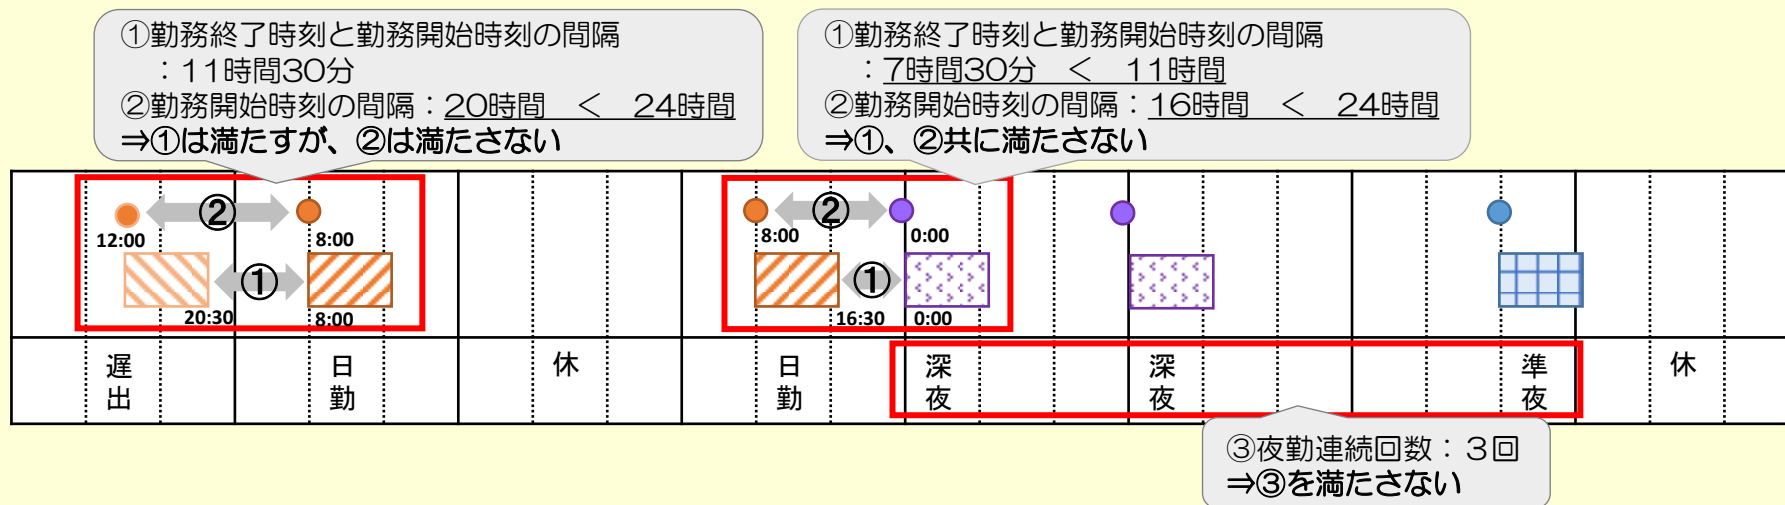 ①勤務終了時刻と勤務開始時刻の間隔
:11時間30分
②勤務開始時刻の間隔:20時間 < 24時間
⇒①は満たすが、②は満たさない
①勤務終了時刻と勤務開始時刻の間隔
:7時間30分 < 11時間
②勤務開始時刻の間隔:16時間 < 24時間
⇒①、②共に満たさない
②
12:00
8:00
①
20:30
8:00
②
8:00
0:00
①
16:30
0:00
遅出
日勤
休
日勤
深夜
深夜
準夜
休
③夜勤連続回数:3回
⇒③を満たさない